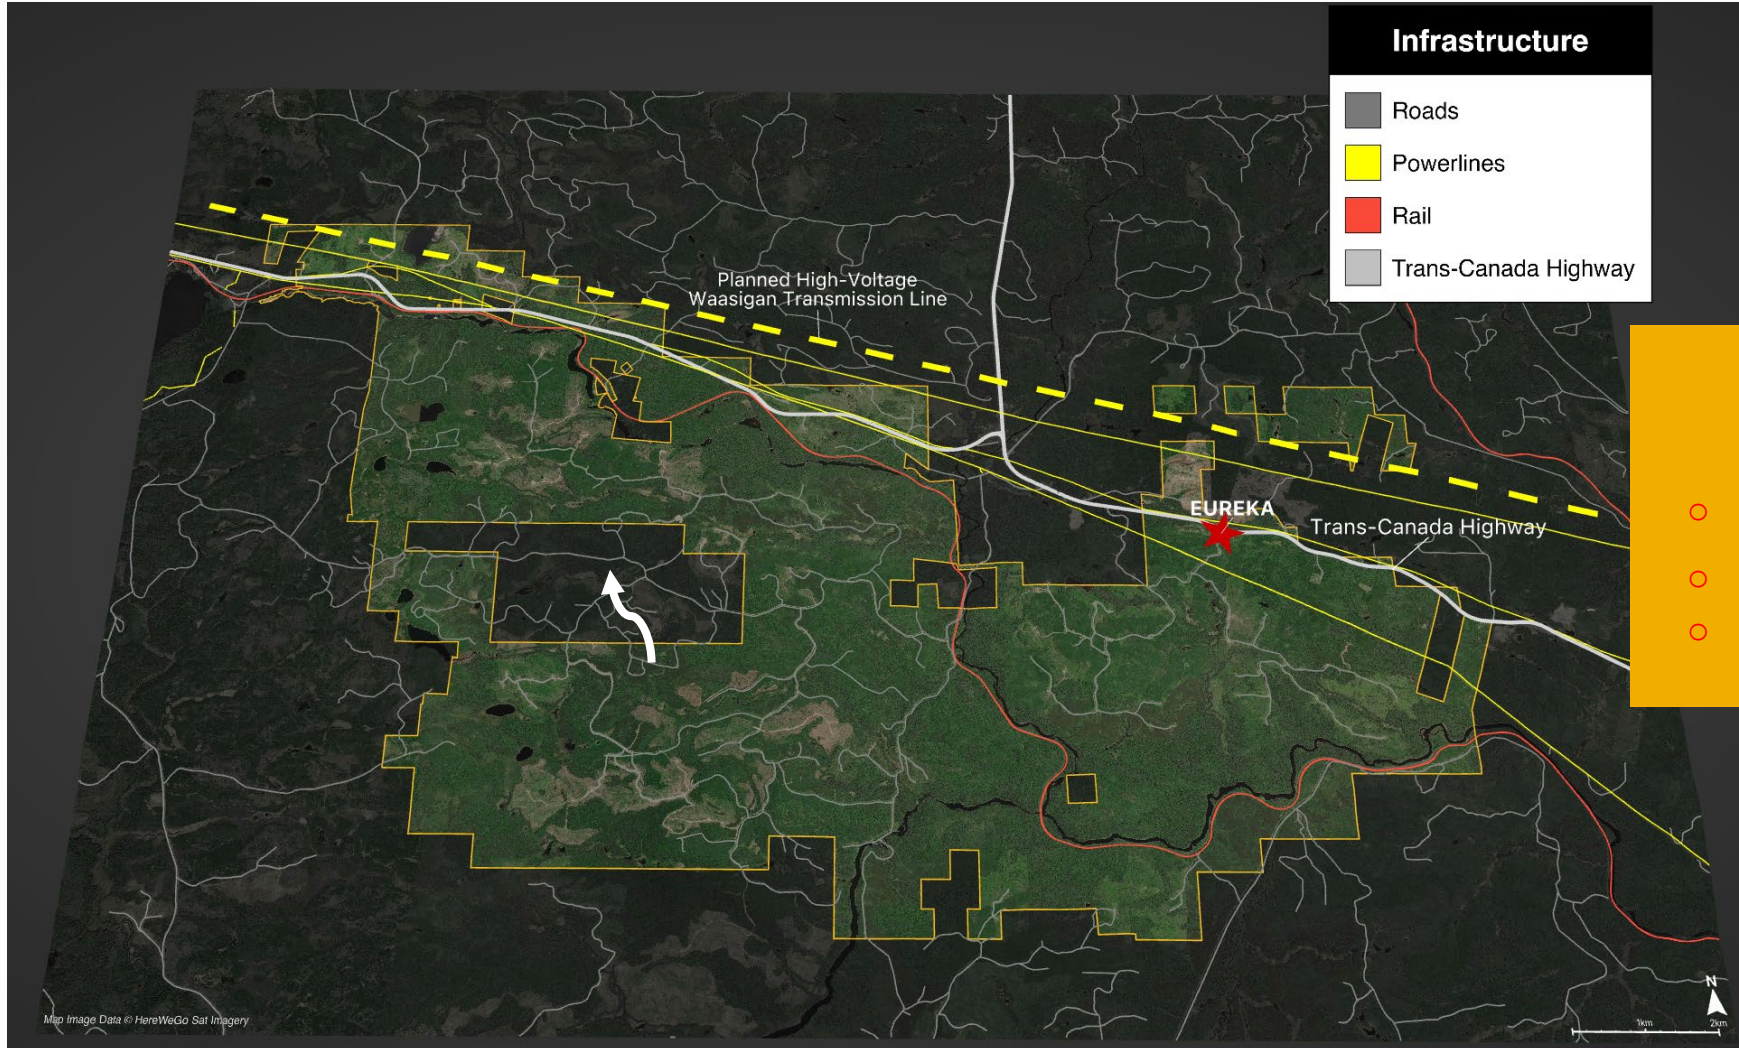 Infrastructure
Roads
Powerlines
Rail
Trans-Canada Highway
Planned High-Voltage
Waasigan Transmission Line
EUREKA
Trans-Canada Highway
N
1km
2km
Map Image Data © HereWeGo Sat Imagery